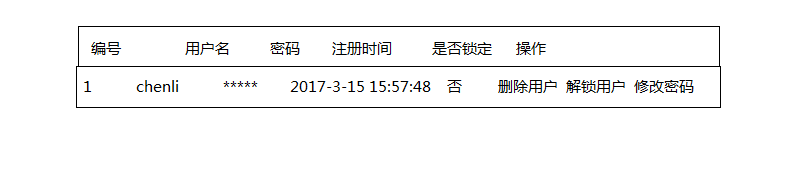 编号 用户名 密码 注册时间 是否锁定 操作
1 chenli ***** 2017-3-15 15:57:48 否 删除用户 解锁用户 修改密码